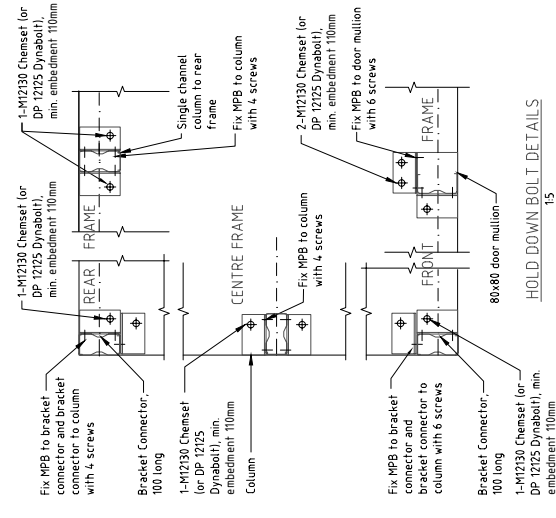 1-M12130 Chemset (or
DP 12125 Dynabolt),
min. embedment 110mm
REAR FRAME
Single channel
column to rear
frame
Fix MPB to column
with 4 screws
1-M12130 Chemset (or
DP 12125 Dynabolt),
min. embedment 110mm
Fix MPB to bracket
connector and bracket
connector to column
with 4 screws
Bracket Connector,
100 long
CENTRE FRAME
Fix MPB to column
with 4 screws
1-M12130 Chemset
(or DP 12125
Dynabolt), min.
embedment 110mm
Column
2-M12130 Chemset (or
DP 12125 Dynabolt),
min. embedment 110mm
Fix MPB to door mullion
with 6 screws
FRONT FRAME
80x80 door mullion
Fix MPB to bracket
connector and
bracket connector to
column with 6 screws
Bracket Connector,
100 long
1-M12130 Chemset (or
DP 12125 Dynabolt), min.
embedment 110mm
HOLD DOWN BOLT DETAILS
1:5